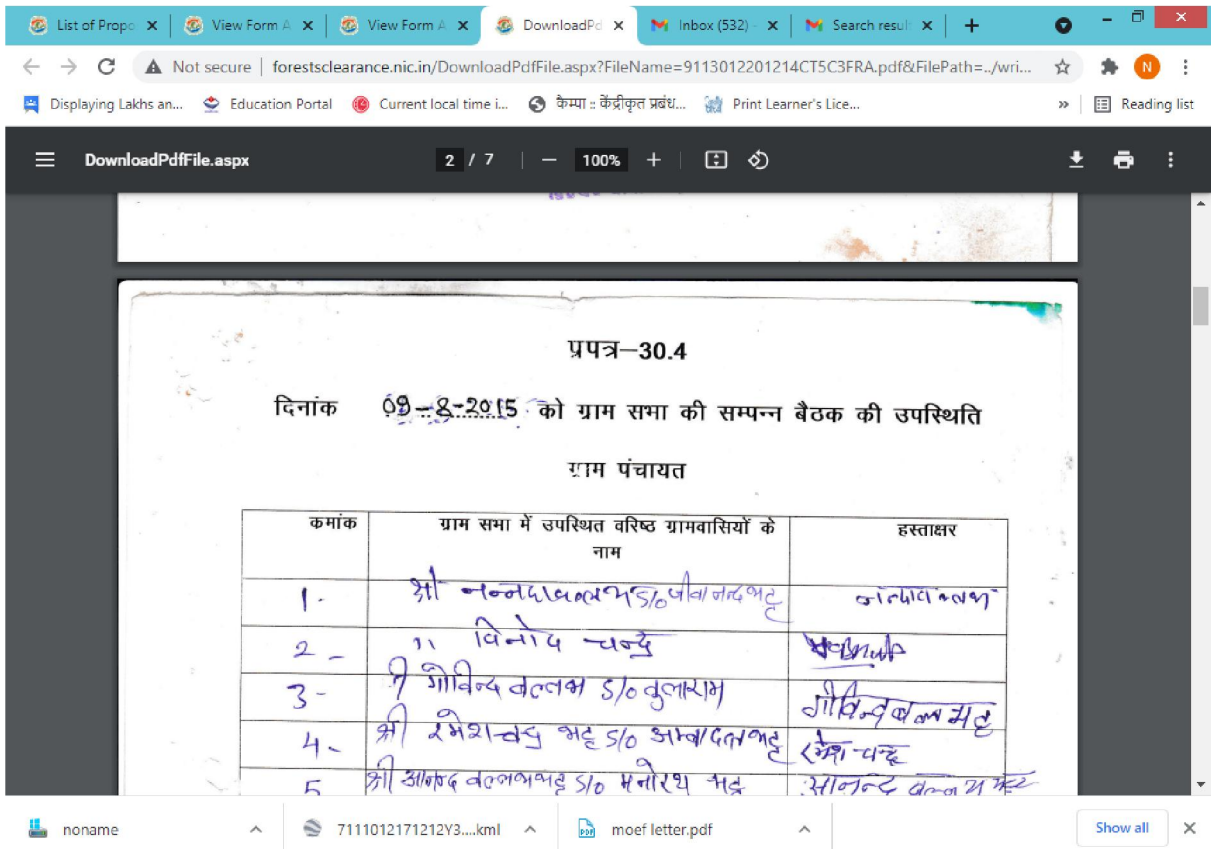 List of Propo
View Form A
View Form A
DownloadPd
Inbox (532) -
Search result
Not secure | forestsclearance.nic.in/DownloadPdfFile.aspx?FileName=9113012201214CT5C3FRA.pdf&FilePath=../wri...
N
Displaying Lakhs an...
Education Portal
Current local time i...
कैम्पा :: केंद्रीकृत प्रबंध...
Print Learner's Lice...
»
Reading list
DownloadPdfFile.aspx
2 / 7
100%
प्रपत्र–30.4
दिनांक 09-8-2015 को ग्राम सभा की सम्पन्न बैठक की उपस्थिति
ग्राम पंचायत
कमांक ग्राम सभा में उपस्थित वरिष्ठ ग्रामवासियों के नाम हस्ताक्षर
1- श्री S/o जीवानन्द भट्ट
2- 11 विनोद चन्द्र
3- गोविन्द वल्लभ S/o तुलाराम गोविन्द बल्लभ भट्ट
4- श्री रमेश चन्द्र भट्ट S/o अम्बादत्त भट्ट रमेश चन्द्र
5 श्री आनन्द वल्लभ भट्ट S/o मनोरथ भट्ट आनन्द वल्लभ भट्ट
noname
7111012171212Y3....kml
moef letter.pdf
Show all